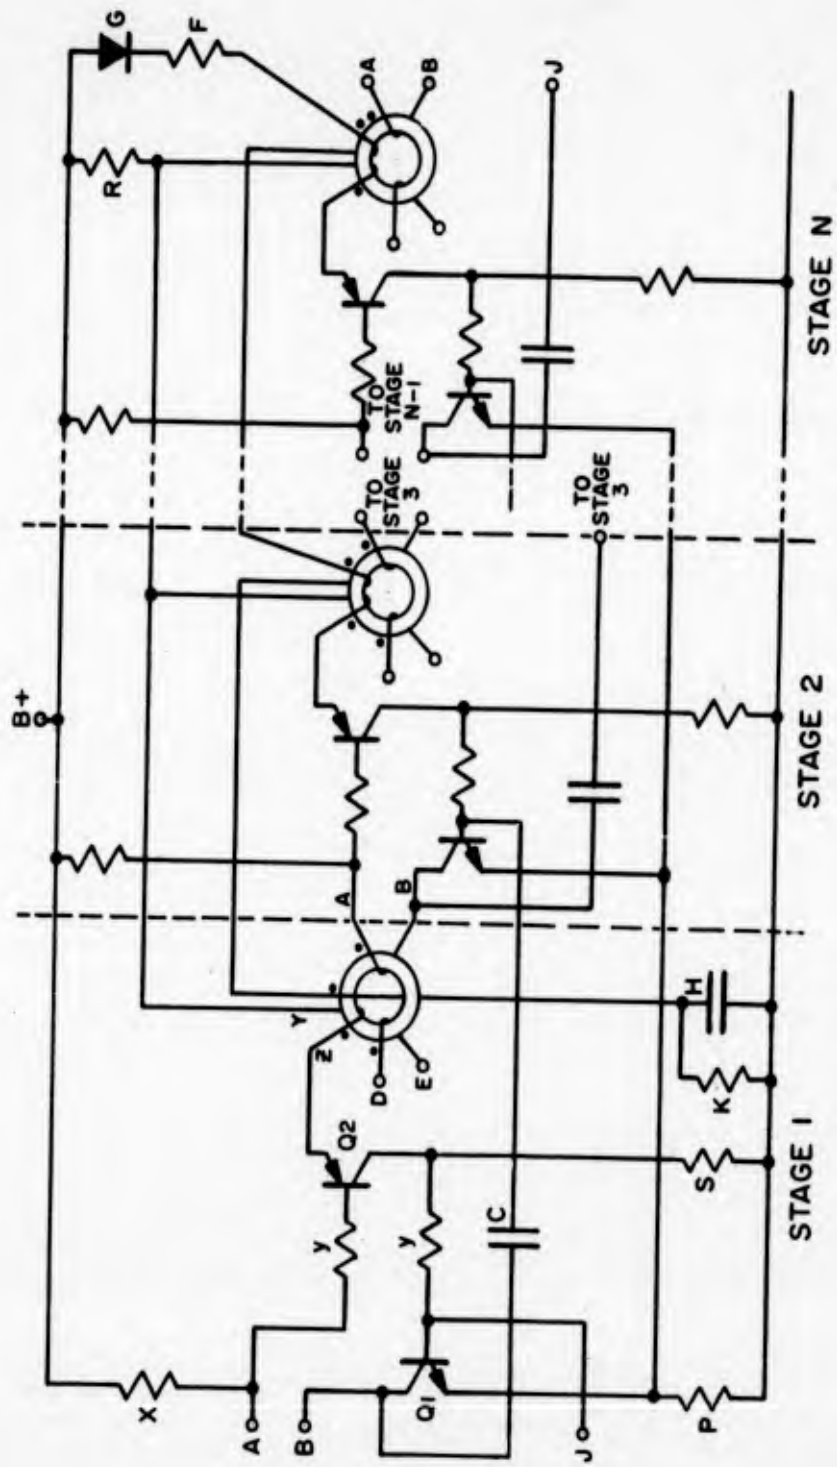 B+
G
F
R
X
Y
Z
A
B
A
B
D
E
Q2
y
y
C
Q1
J
P
S
K
H
A
B
J
TO
STAGE
3
TO
STAGE
N-1
TO
STAGE
3
STAGE 1
STAGE 2
STAGE N